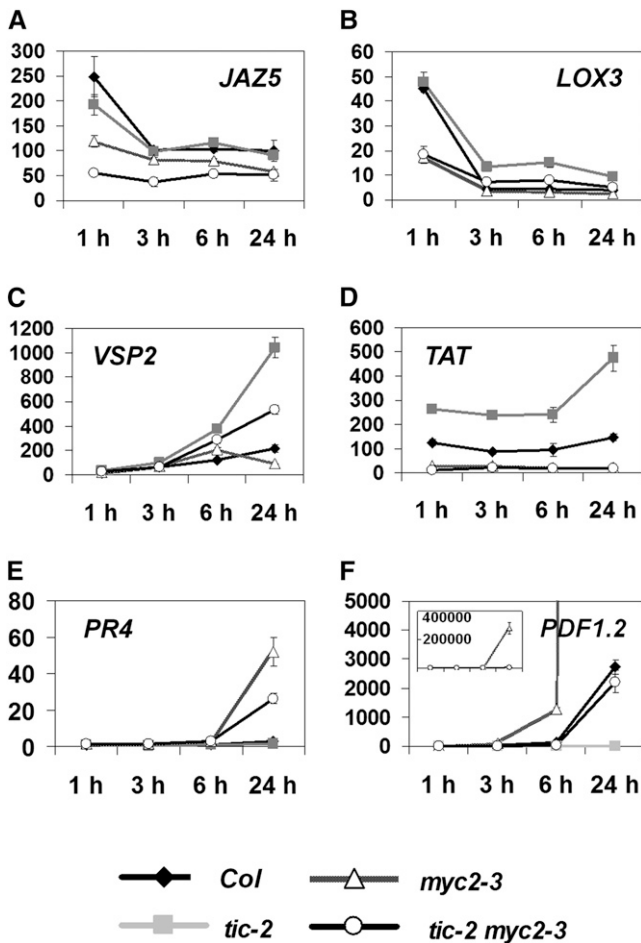 A
JAZ5
300
250
200
150
100
50
0
1 h 3 h 6 h 24 h
B
LOX3
60
50
40
30
20
10
0
1 h 3 h 6 h 24 h
C
VSP2
1200
1000
800
600
400
200
0
1 h 3 h 6 h 24 h
D
TAT
600
500
400
300
200
100
0
1 h 3 h 6 h 24 h
E
PR4
80
60
40
20
0
1 h 3 h 6 h 24 h
F
PDF1.2
5000
4000
3000
2000
1000
0
400000
200000
1 h 3 h 6 h 24 h
Col
myc2-3
tic-2
tic-2 myc2-3